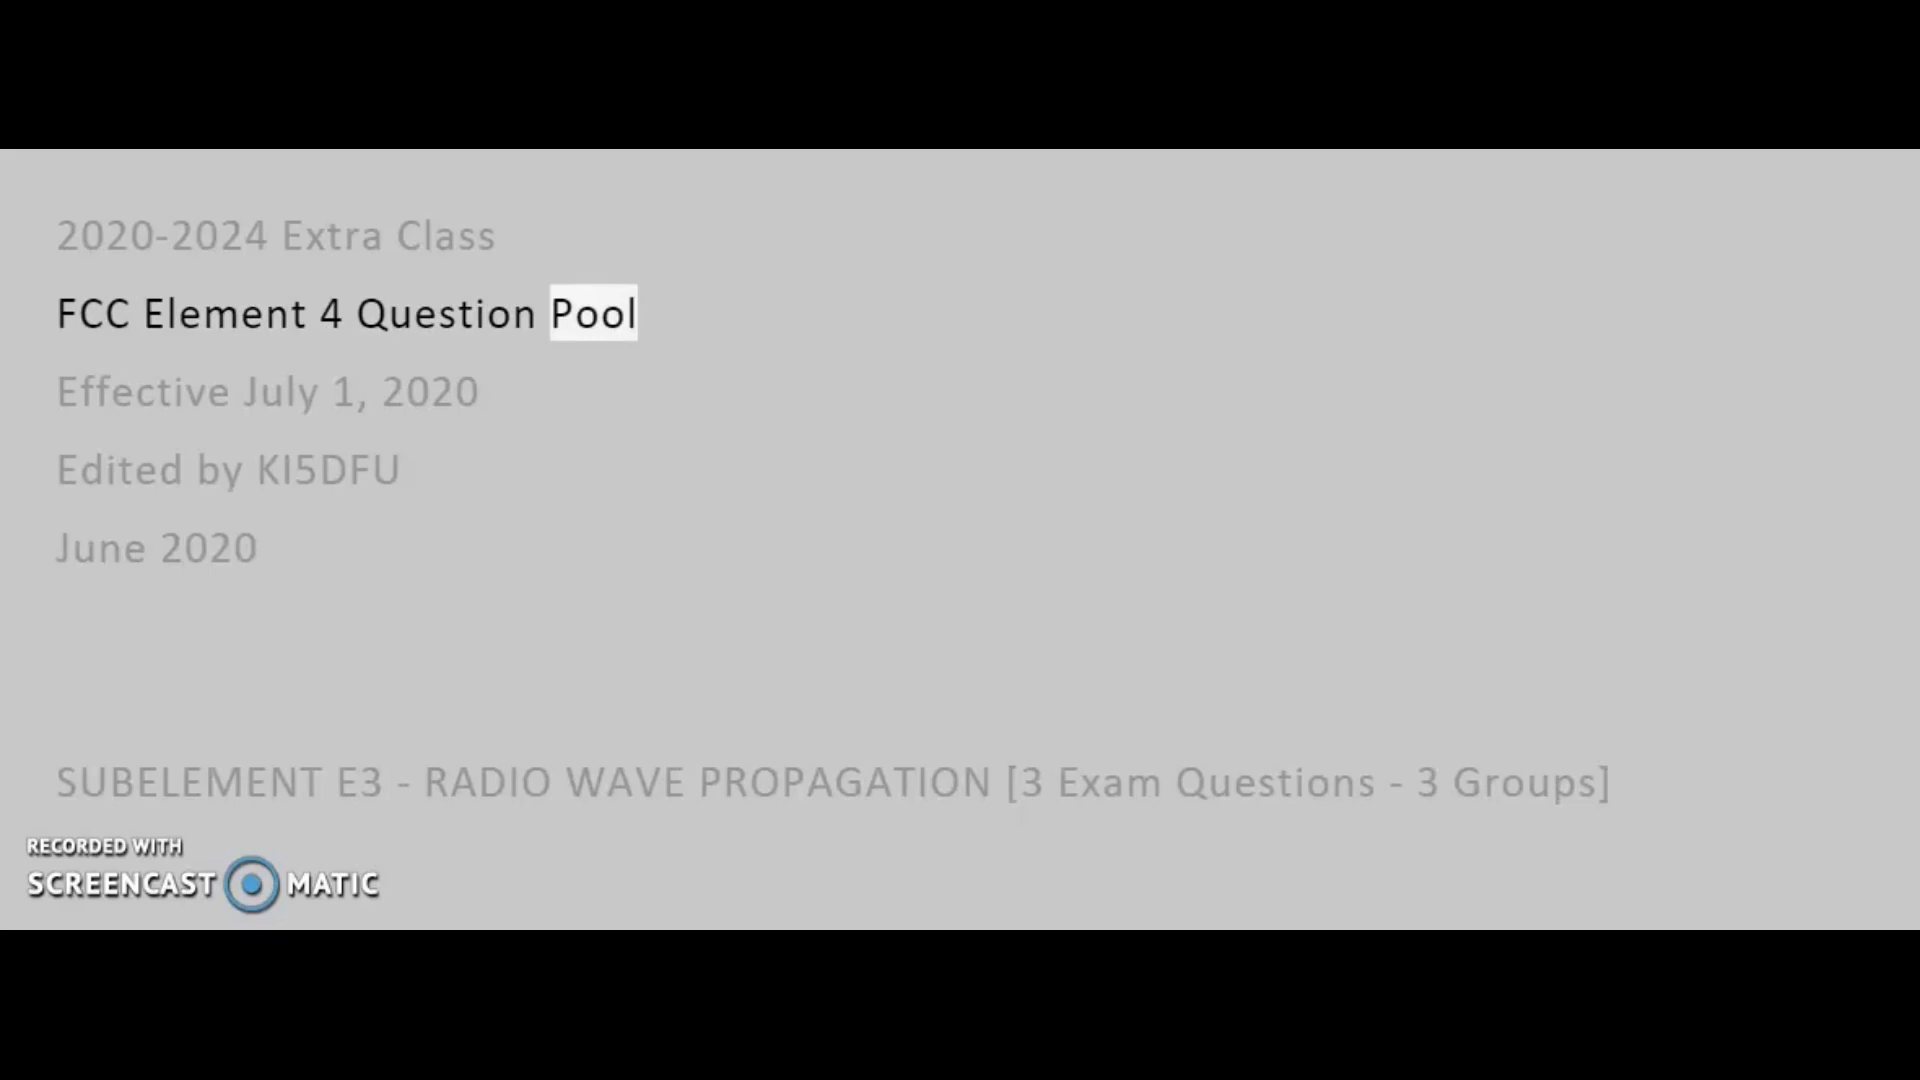 2020-2024 Extra Class
FCC Element 4 Question Pool
Effective July 1, 2020
Edited by KI5DFU
June 2020
SUBELEMENT E3 - RADIO WAVE PROPAGATION [3 Exam Questions - 3 Groups]
RECORDED WITH
SCREENCAST MATIC